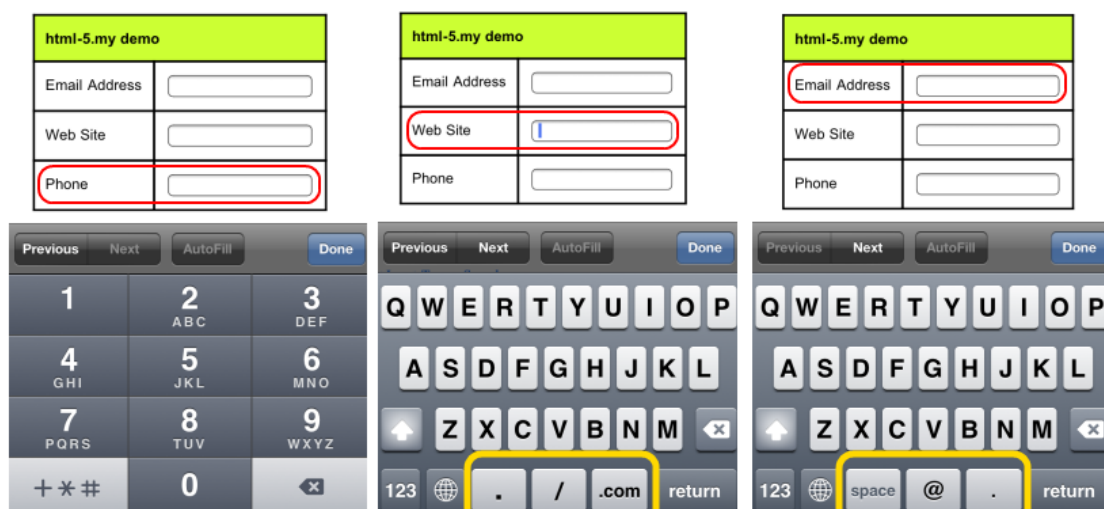 html-5.my demo
Email Address
Web Site
Phone
Previous Next AutoFill Done
1 2 3
ABC DEF
4 5 6
GHI JKL MNO
7 8 9
PQRS TUV WXYZ
+*# 0
html-5.my demo
Email Address
Web Site
Phone
Previous Next AutoFill Done
Q W E R T Y U I O P
A S D F G H J K L
Z X C V B N M
123 . / .com return
html-5.my demo
Email Address
Web Site
Phone
Previous Next AutoFill Done
Q W E R T Y U I O P
A S D F G H J K L
Z X C V B N M
123 space @ . return